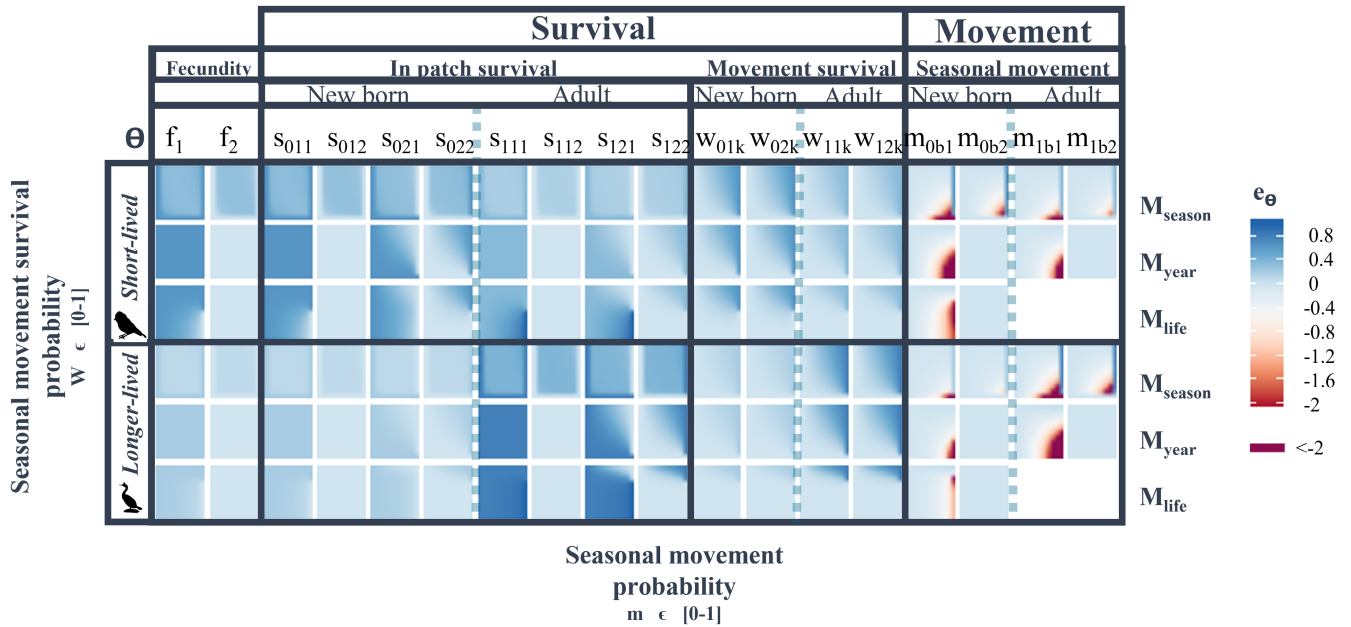 Survival
Movement
Fecundity
In patch survival
Movement survival
Seasonal movement
New born
Adult
New born
Adult
New born
Adult
Θ
f1
f2
s011
s012
s021
s022
s111
s112
s121
s122
w01k
w02k
w11k
w12k
m0b1
m0b2
m1b1
m1b2
Seasonal movement survival
probability
W ϵ [0-1]
Short-lived
Longer-lived
Mseason
Myear
Mlife
Mseason
Myear
Mlife
eΘ
0.8
0.4
0
-0.4
-0.8
-1.2
-1.6
-2
<-2
Seasonal movement
probability
m ϵ [0-1]